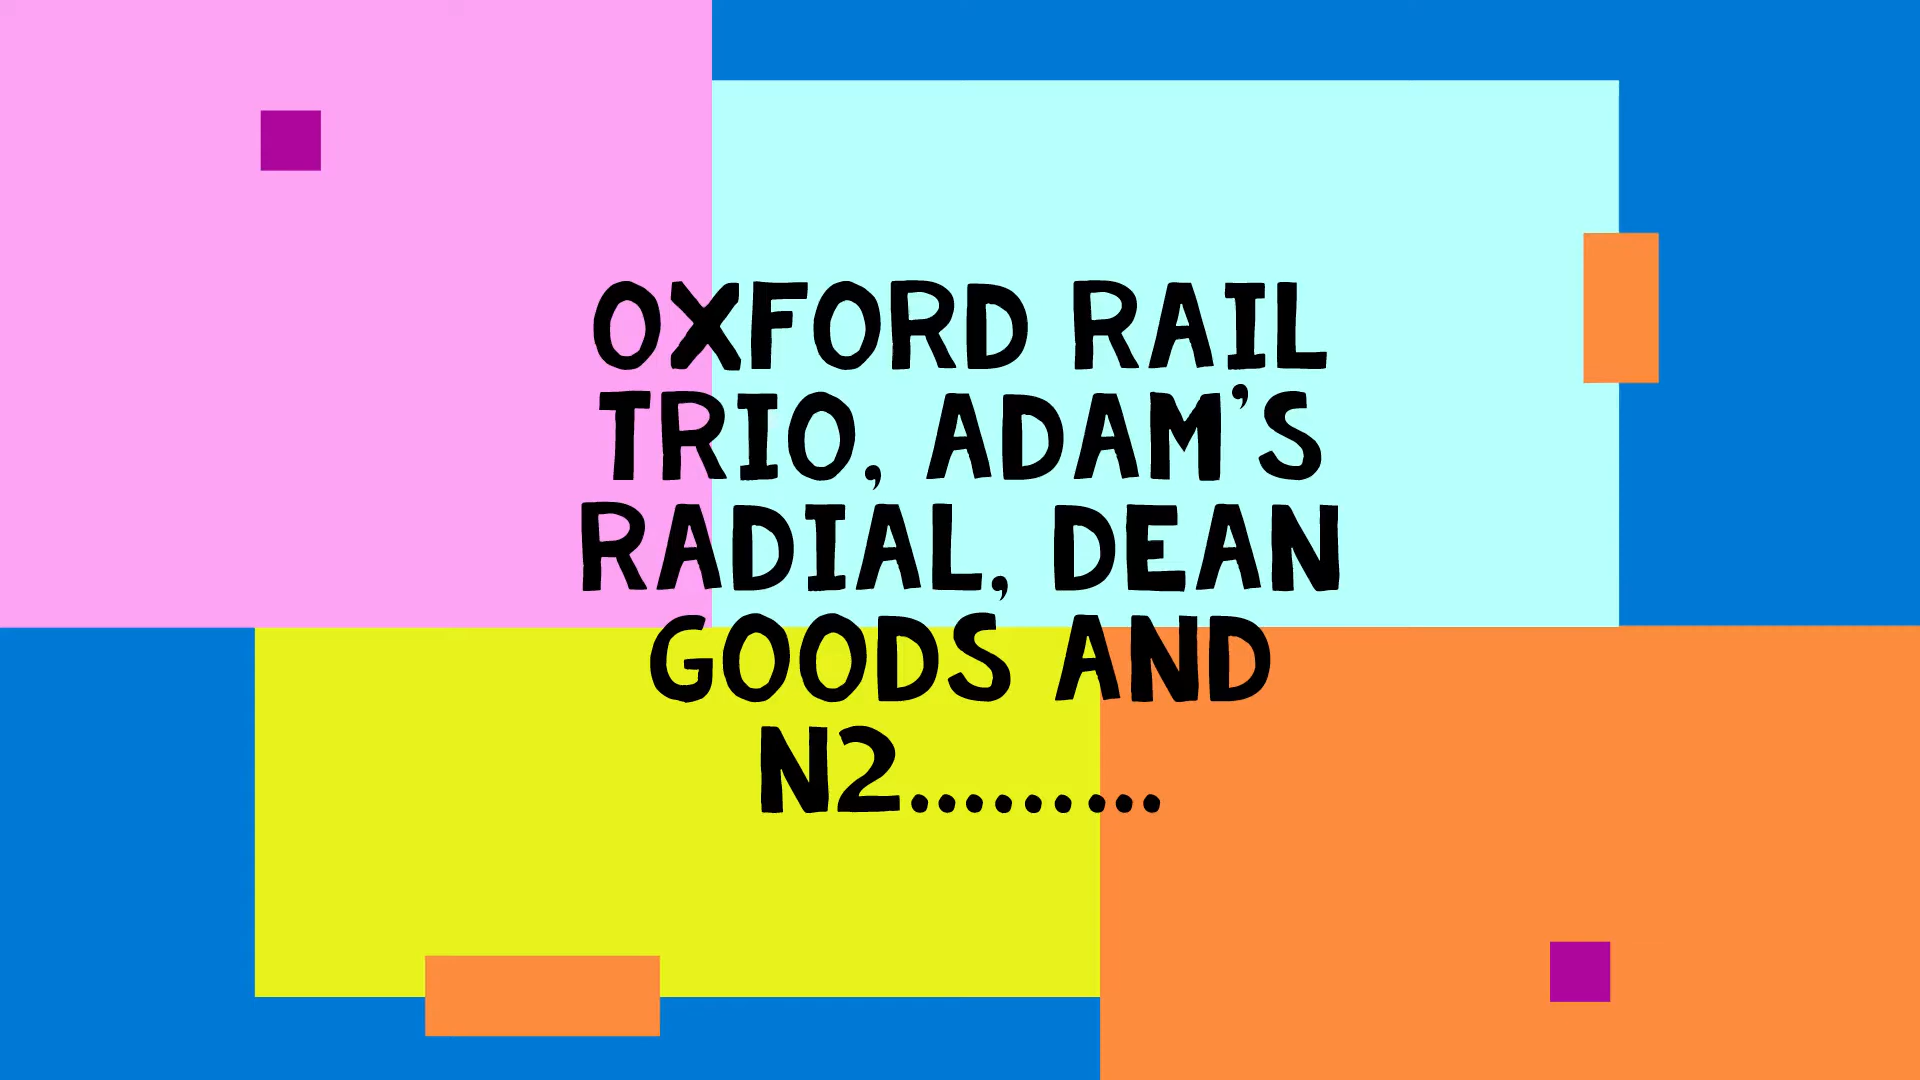 OXFORD RAIL
TRIO, ADAM'S
RADIAL, DEAN
GOODS AND
N2.........